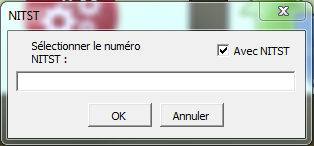 NITST
Sélectionner le numéro
NITST :
Avec NITST
OK
Annuler